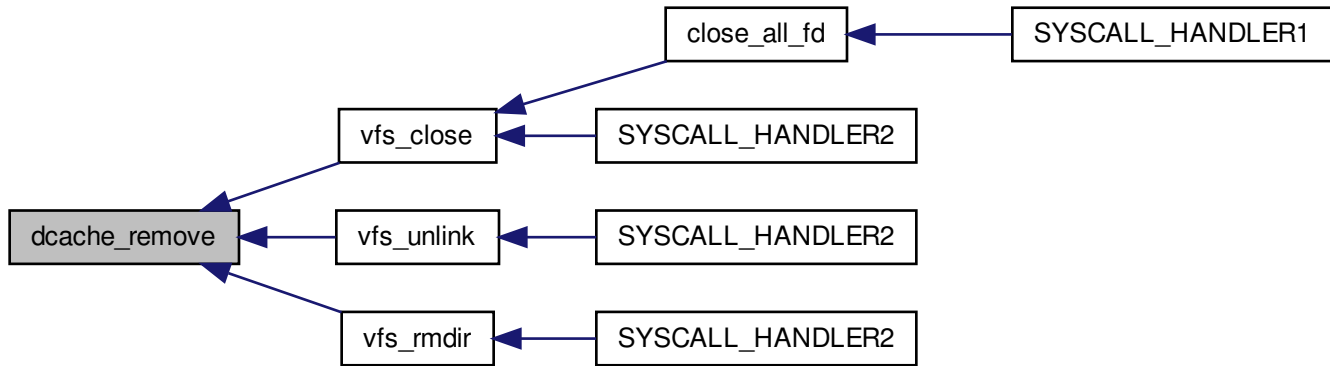 close_all_fd
SYSCALL_HANDLER1
vfs_close
SYSCALL_HANDLER2
dcache_remove
vfs_unlink
SYSCALL_HANDLER2
vfs_rmdir
SYSCALL_HANDLER2